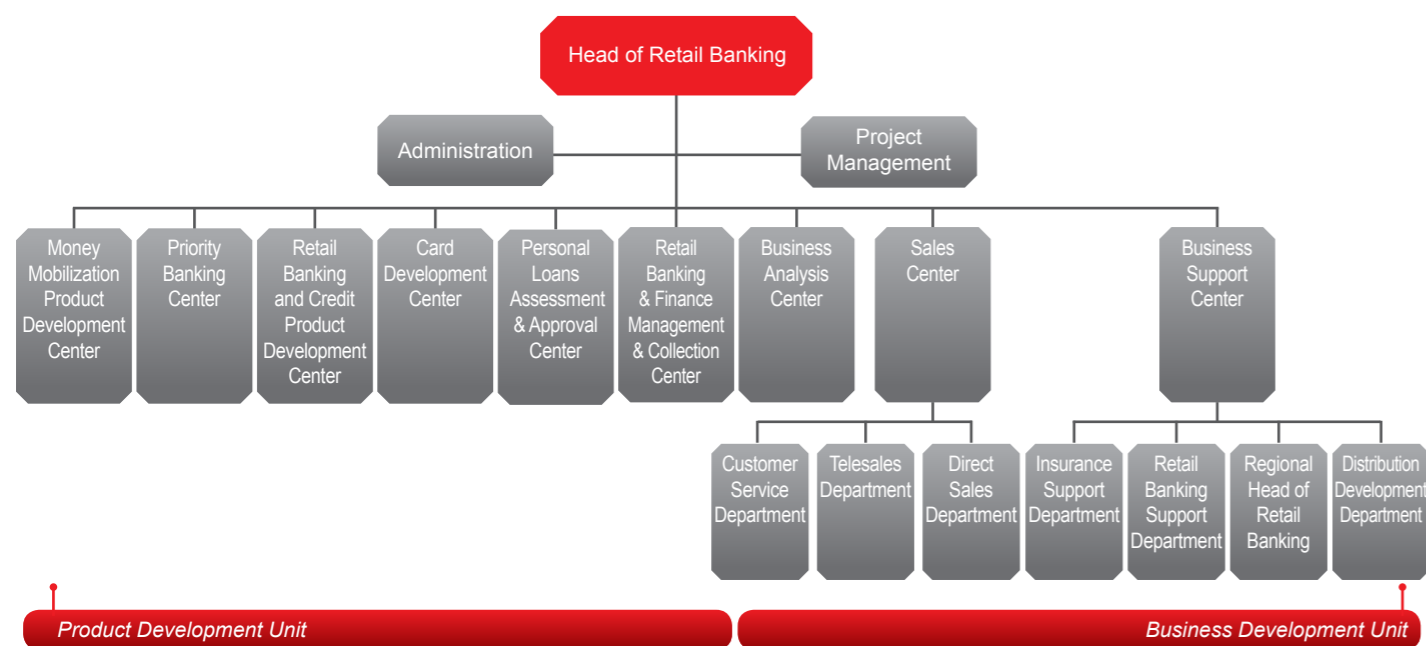 Head of Retail Banking
Administration
Project
Management
Money
Mobilization
Product
Development
Center
Priority
Banking
Center
Retail
Banking
and Credit
Product
Development
Center
Card
Development
Center
Personal
Loans
Assessment
& Approval
Center
Retail
Banking
& Finance
Management
& Collection
Center
Business
Analysis
Center
Sales
Center
Business
Support
Center
Customer
Service
Department
Telesales
Department
Direct
Sales
Department
Insurance
Support
Department
Retail
Banking
Support
Department
Regional
Head of
Retail
Banking
Distribution
Development
Department
Product Development Unit
Business Development Unit